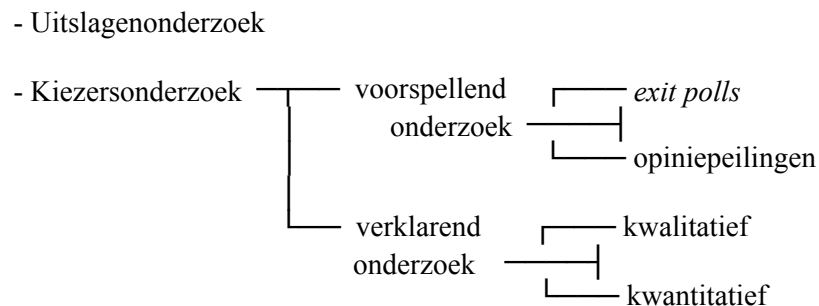 - Uitslagenonderzoek
- Kiezersonderzoek
voorspellend
onderzoek
exit polls
opiniepeilingen
verklarend
onderzoek
kwalitatief
kwantitatief